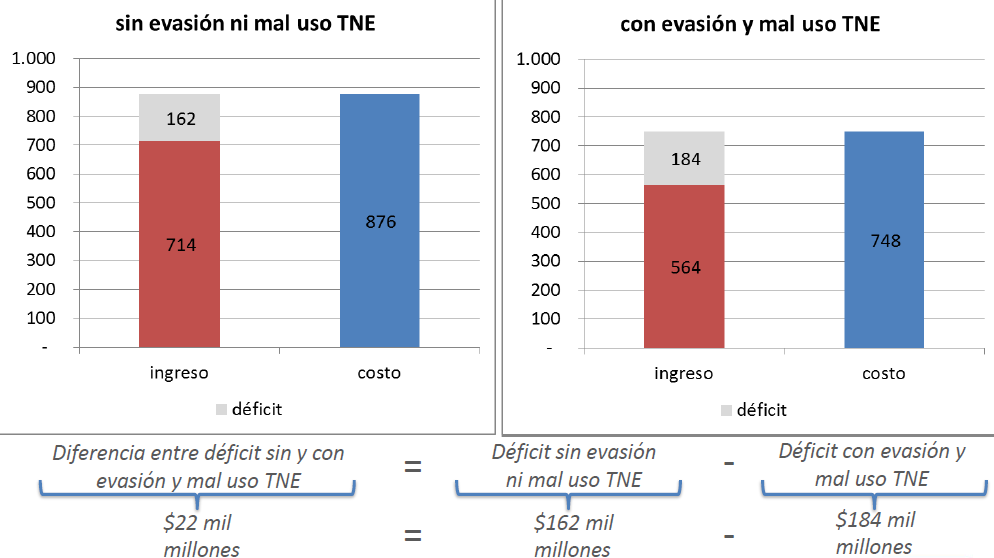 sin evasión ni mal uso TNE
1.000
900
800
700
600
500
400
300
200
100
-
162
714
876
ingreso
costo
déficit
con evasión y mal uso TNE
1.000
900
800
700
600
500
400
300
200
100
-
184
564
748
ingreso
costo
déficit
Diferencia entre déficit sin y con
evasión y mal uso TNE
=
Déficit sin evasión
ni mal uso TNE
-
Déficit con evasión y
mal uso TNE
$22 mil
millones
=
$162 mil
millones
-
$184 mil
millones